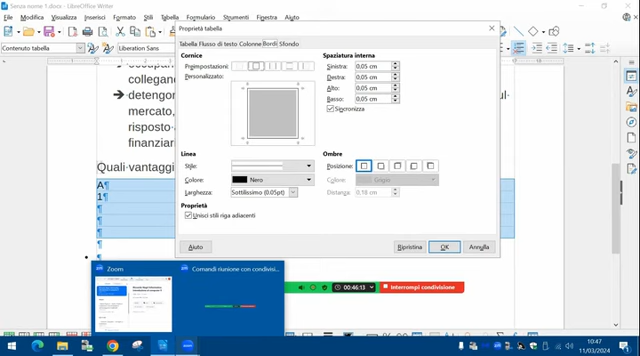 Senza nome 1.docx — LibreOffice Writer
File Modifica Visualizza Inserisci Formato Stili Tabella Formulario Strumenti Finestra Aiuto
Contenuto tabella
Liberation Sans
collegan
➔ detengor
mercato,
risposto·
finanziar
Quali·vantaggi
A¶
1¶
Proprietà tabella
Tabella Flusso di testo Colonne Bordi Sfondo
Cornice
Preimpostazioni:
Personalizzato:
Spaziatura interna
Sinistra: 0,05 cm
Destra: 0,05 cm
Alto: 0,05 cm
Basso: 0,05 cm
Sincronizza
Linea
Stile:
Colore: Nero
Larghezza: Sottilissimo (0.05pt)
Ombre
Posizione:
Colore: Grigio
Distanza: 0,18 cm
Proprietà
Unisci stili riga adiacenti
Aiuto
Ripristina
OK
Annulla
Zoom
Comandi riunione con condivisi...
00:46:13
Interrompi condivisione
10:47
11/03/2024